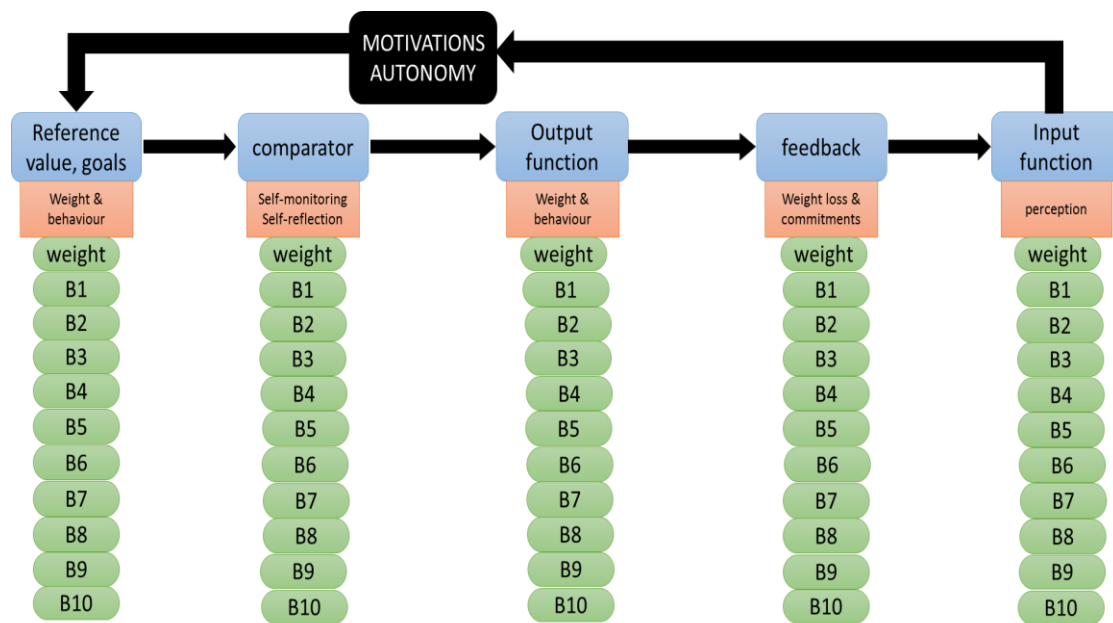 MOTIVATIONS
AUTONOMY
Reference
value, goals
Weight &
behaviour
weight
B1
B2
B3
B4
B5
B6
B7
B8
B9
B10
comparator
Self-monitoring
Self-reflection
weight
B1
B2
B3
B4
B5
B6
B7
B8
B9
B10
Output
function
Weight &
behaviour
weight
B1
B2
B3
B4
B5
B6
B7
B8
B9
B10
feedback
Weight loss &
commitments
weight
B1
B2
B3
B4
B5
B6
B7
B8
B9
B10
Input
function
perception
weight
B1
B2
B3
B4
B5
B6
B7
B8
B9
B10